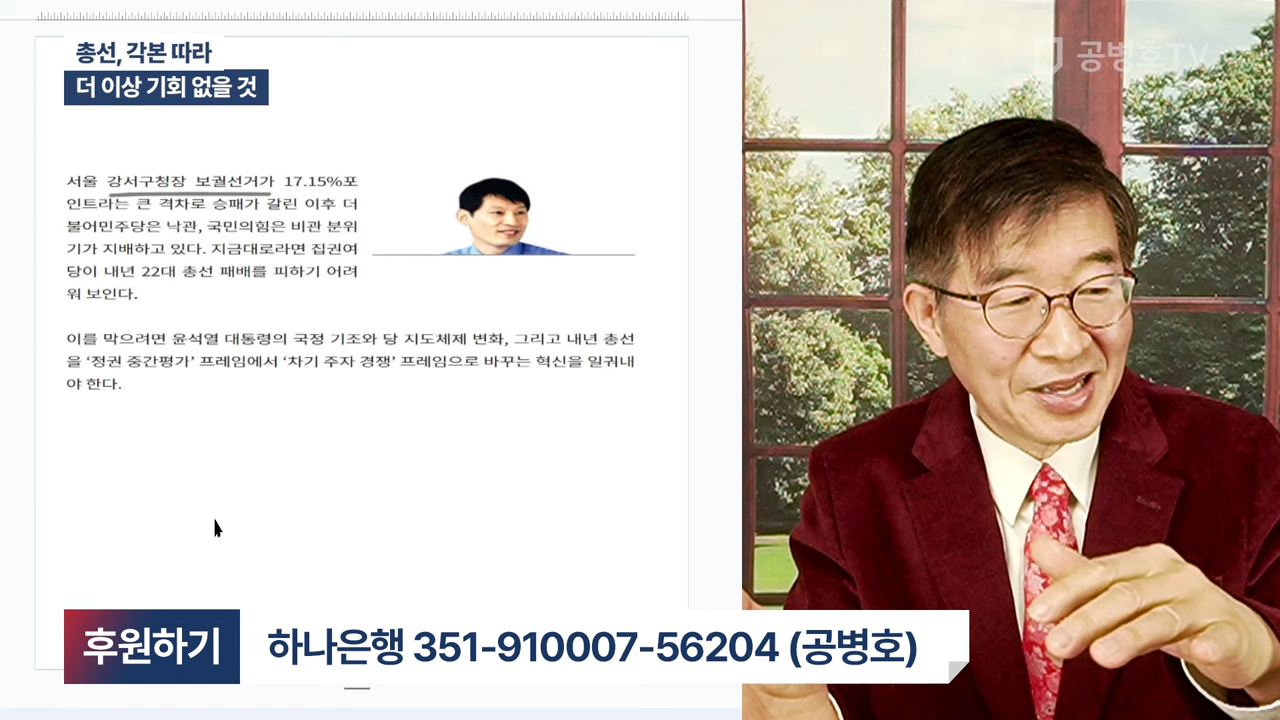 총선, 각본 따라
더 이상 기회 없을 것
공병호TV
서울 강서구청장 보궐선거가 17.15%포
인트라는 큰 격차로 승패가 갈린 이후 더
불어민주당은 낙관, 국민의힘은 비관 분위
기가 지배하고 있다. 지금대로라면 집권여
당이 내년 22대 총선 패배를 피하기 어려
워 보인다.
이를 막으려면 윤석열 대통령의 국정 기조와 당 지도체제 변화, 그리고 내년 총선
을 ‘정권 중간평가’ 프레임에서 ‘차기 주자 경쟁’ 프레임으로 바꾸는 혁신을 일궈내
야 한다.
후원하기
하나은행 351-910007-56204 (공병호)